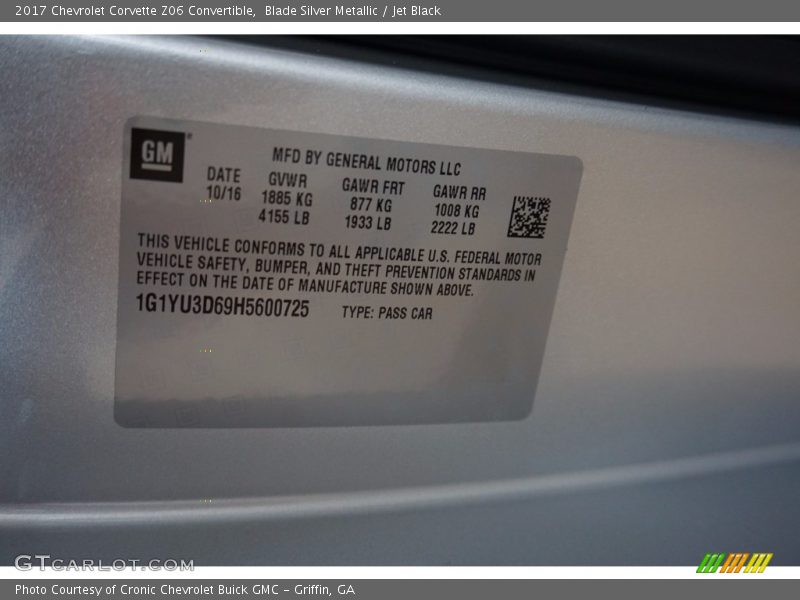 2017 Chevrolet Corvette Z06 Convertible,  Blade Silver Metallic / Jet Black
GM
MFD BY GENERAL MOTORS LLC
DATE GVWR GAWR FRT GAWR RR
10/16 1885 KG 877 KG 1008 KG
4155 LB 1933 LB 2222 LB
THIS VEHICLE CONFORMS TO ALL APPLICABLE U.S. FEDERAL MOTOR
VEHICLE SAFETY, BUMPER, AND THEFT PREVENTION STANDARDS IN
EFFECT ON THE DATE OF MANUFACTURE SHOWN ABOVE.
1G1YU3D69H5600725 TYPE: PASS CAR
GTCARLOT.COM
Photo Courtesy of Cronic Chevrolet Buick GMC – Griffin, GA